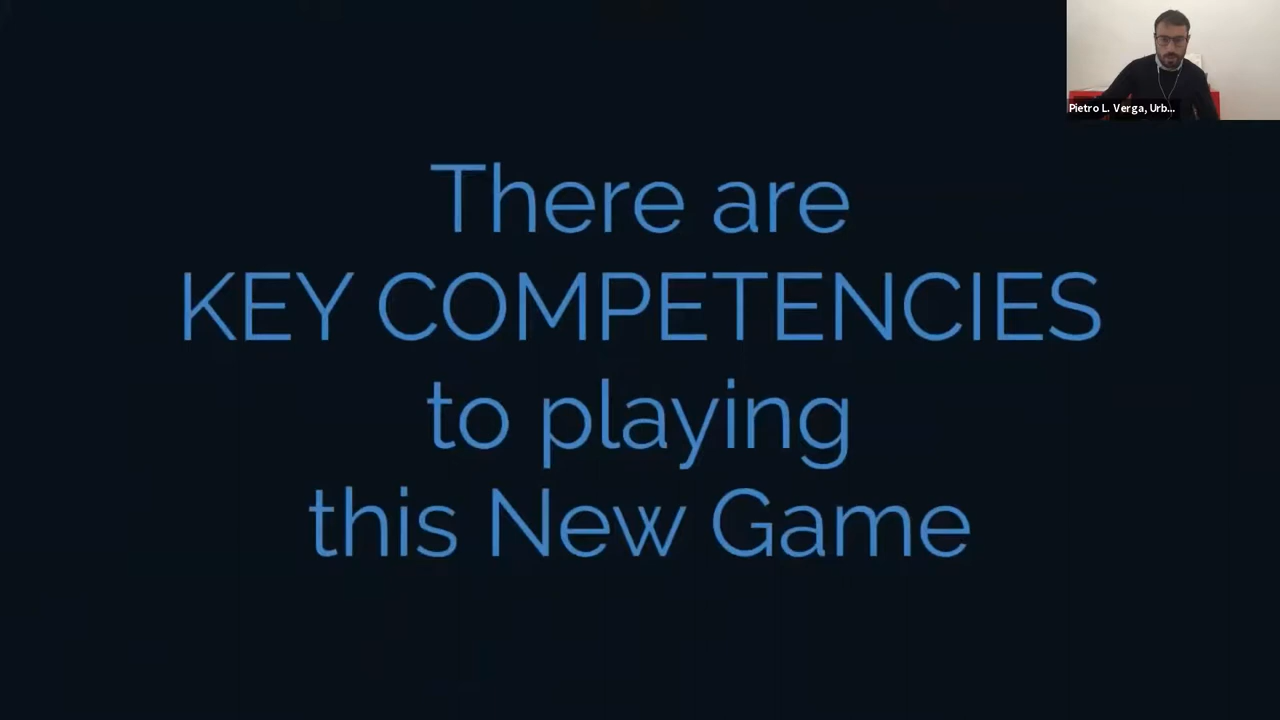 Pietro L. Verga, Urb...
There are
KEY COMPETENCIES
to playing
this New Game